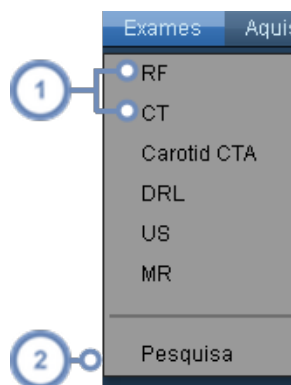 Exames Aquis
1
RF
CT
Carotid CTA
DRL
US
MR
2
Pesquisa